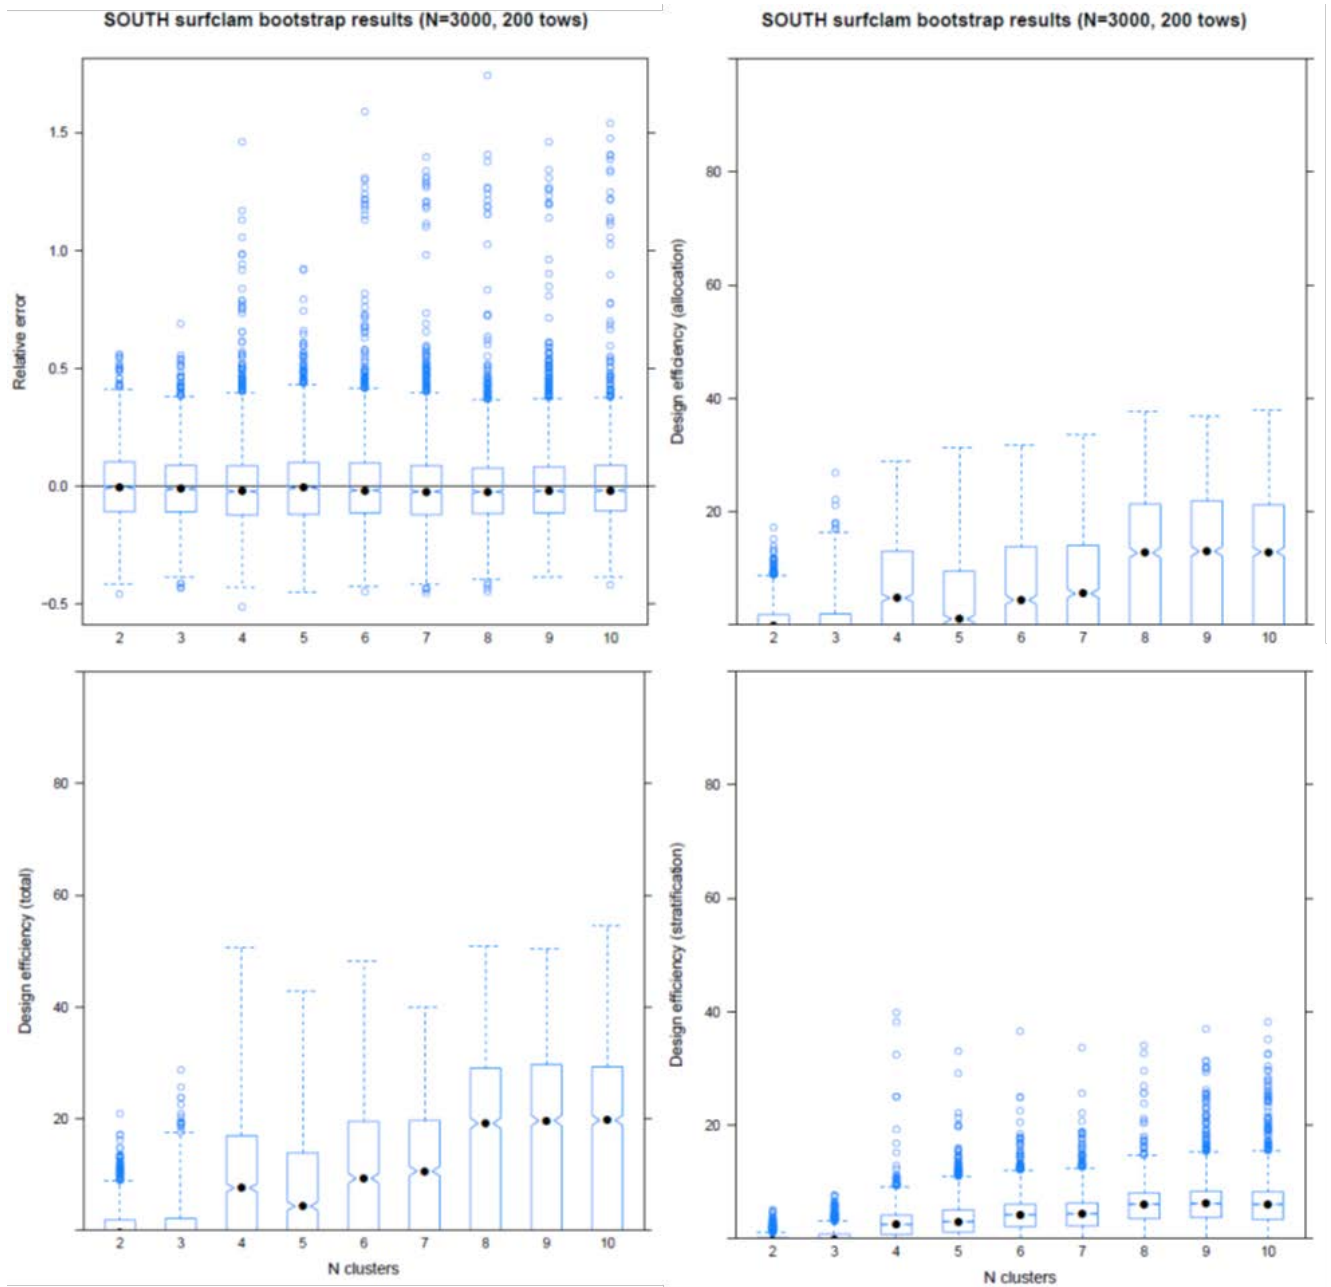 SOUTH surfclam bootstrap results (N=3000, 200 tows)
Relative error
1.5
1.0
0.5
0.0
−0.5
2 3 4 5 6 7 8 9 10
SOUTH surfclam bootstrap results (N=3000, 200 tows)
Design efficiency (allocation)
80
60
40
20
2 3 4 5 6 7 8 9 10
Design efficiency (total)
80
60
40
20
2 3 4 5 6 7 8 9 10
N clusters
Design efficiency (stratification)
80
60
40
20
2 3 4 5 6 7 8 9 10
N clusters